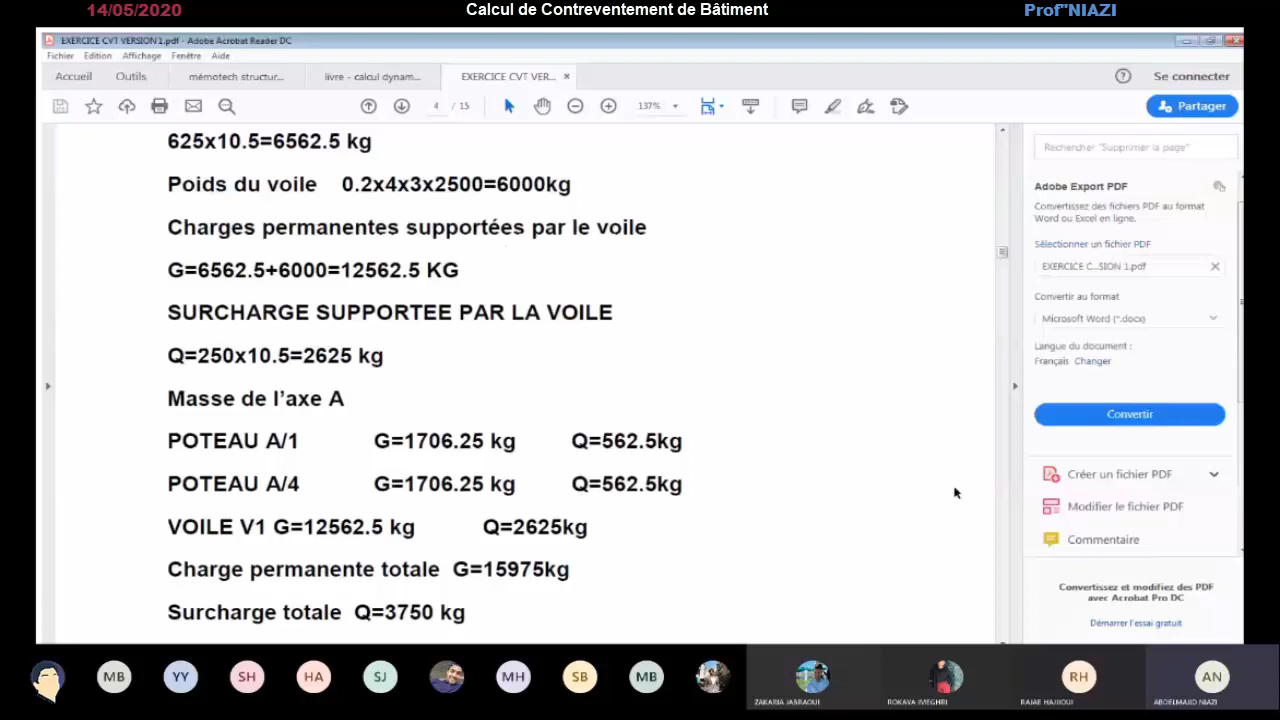 14/05/2020 Calcul de Contreventement de Bâtiment Prof"NIAZI
EXERCICE CVT VERSION 1.pdf - Adobe Acrobat Reader DC
Fichier Edition Affichage Fenêtre Aide
Accueil Outils mémotech structur... livre - calcul dynam... EXERCICE CVT VER... × Se connecter
4 / 15 137% Partager
625x10.5=6562.5 kg
Poids du voile 0.2x4x3x2500=6000kg
Charges permanentes supportées par le voile
G=6562.5+6000=12562.5 KG
SURCHARGE SUPPORTEE PAR LA VOILE
Q=250x10.5=2625 kg
Masse de l'axe A
POTEAU A/1 G=1706.25 kg Q=562.5kg
POTEAU A/4 G=1706.25 kg Q=562.5kg
VOILE V1 G=12562.5 kg Q=2625kg
Charge permanente totale G=15975kg
Surcharge totale Q=3750 kg
Rechercher "Supprimer la page"
Adobe Export PDF
Convertissez des fichiers PDF au format
Word ou Excel en ligne.
Sélectionner un fichier PDF
EXERCICE C...SION 1.pdf
Convertir au format
Microsoft Word (*.docx)
Langue du document :
Français Changer
Convertir
Créer un fichier PDF
Modifier le fichier PDF
Commentaire
Convertissez et modifiez des PDF
avec Acrobat Pro DC
Démarrer l'essai gratuit
MB YY SH HA SJ MH SB MB RH AN
ZAKARIA JABRAOUI ROKAYA IMEGHRI RAJAE HAJJIOUI ABDELMAJID NIAZI